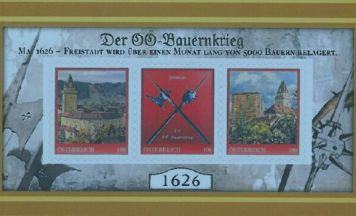 Der OÖ-Bauernkrieg
Mai 1626 – Freistadt wird über einen Monat lang von 5000 Bauern belagert.
ÖSTERREICH
ÖSTERREICH
ÖSTERREICH
1626